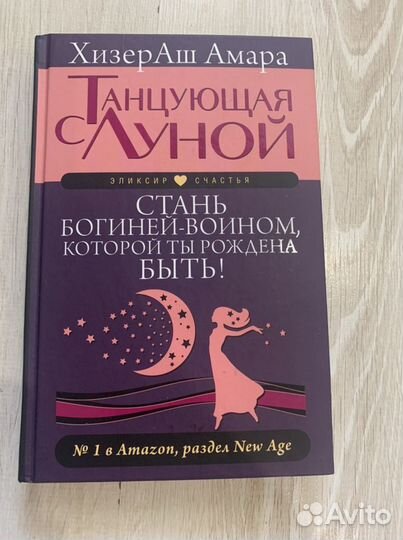 ХизерАш Амара
Танцующая
с Луной
ЭЛИКСИР СЧАСТЬЯ
СТАНЬ
БОГИНЕЙ-ВОИНОМ,
КОТОРОЙ ТЫ РОЖДЕНА
БЫТЬ!
№ 1 в Amazon, раздел New Age
Avito